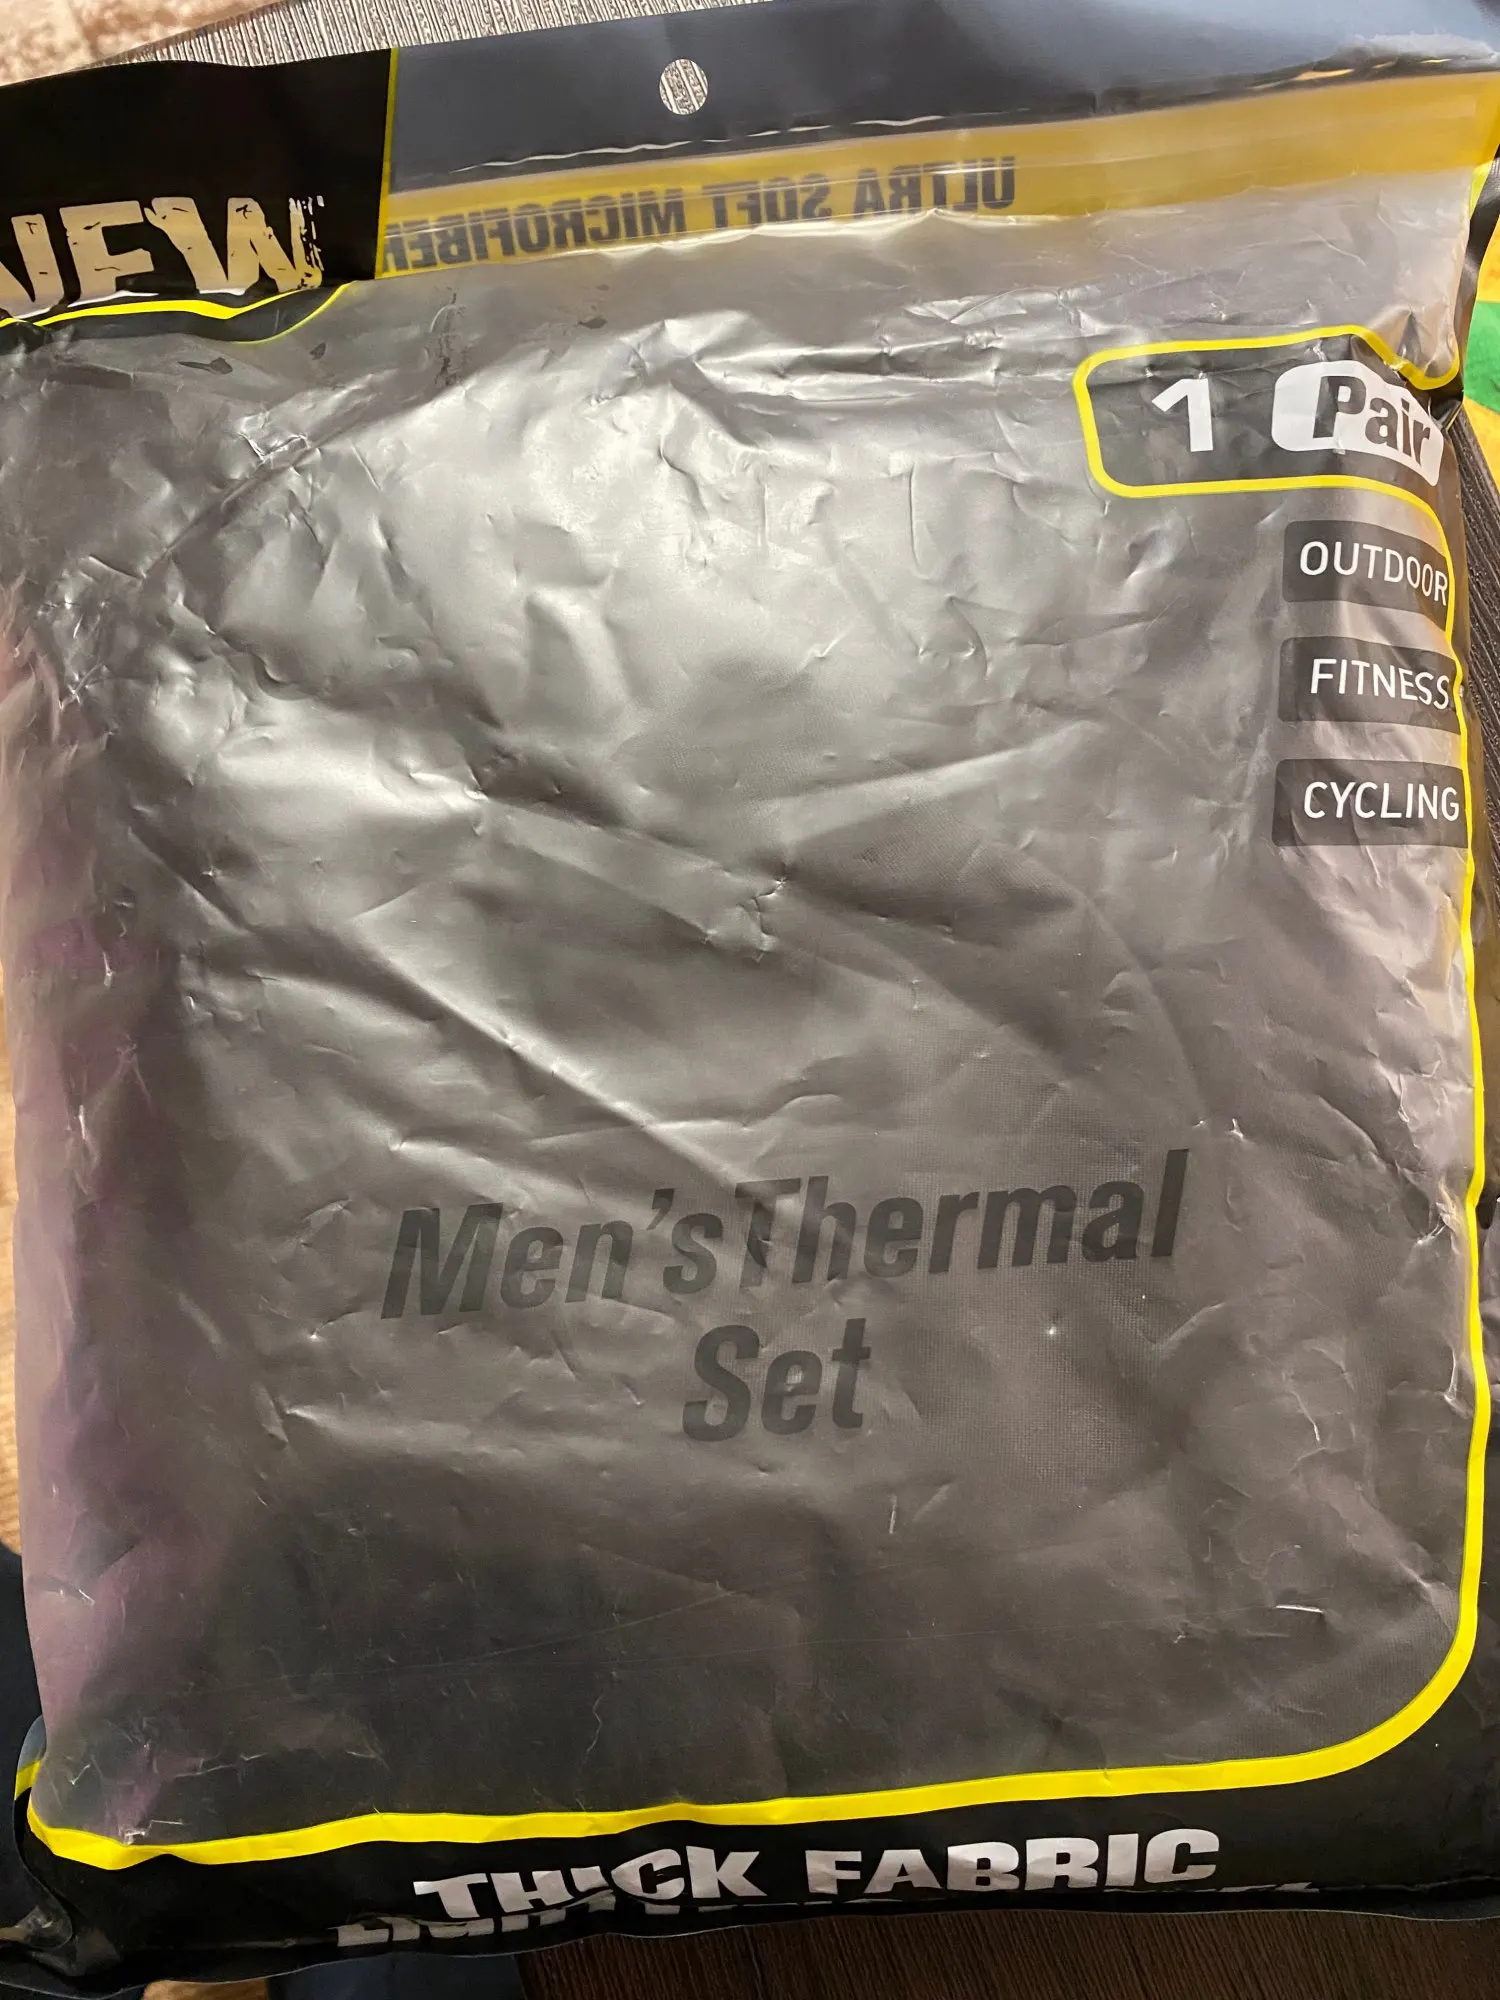 NEW
ULTRA SOFT MICROFIBER
1 Pair
OUTDOOR
FITNESS
CYCLING
Men's Thermal
Set
THICK FABRIC